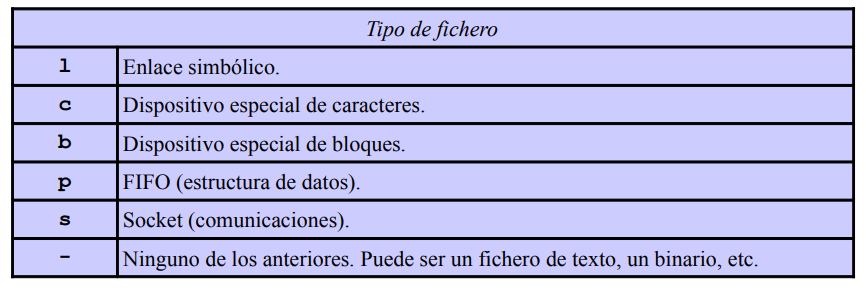 Tipo de fichero
l Enlace simbólico.
c Dispositivo especial de caracteres.
b Dispositivo especial de bloques.
p FIFO (estructura de datos).
s Socket (comunicaciones).
- Ninguno de los anteriores. Puede ser un fichero de texto, un binario, etc.